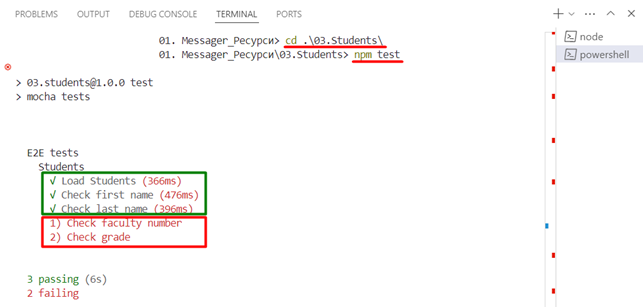 PROBLEMS OUTPUT DEBUG CONSOLE TERMINAL PORTS
01. Messager_Ресурси> cd .\03.Students\
01. Messager_Ресурси\03.Students> npm test
> 03.students@1.0.0 test
> mocha tests
E2E tests
Students
√ Load Students (366ms)
√ Check first name (476ms)
√ Check last name (396ms)
1) Check faculty number
2) Check grade
3 passing (6s)
2 failing
node
powershell